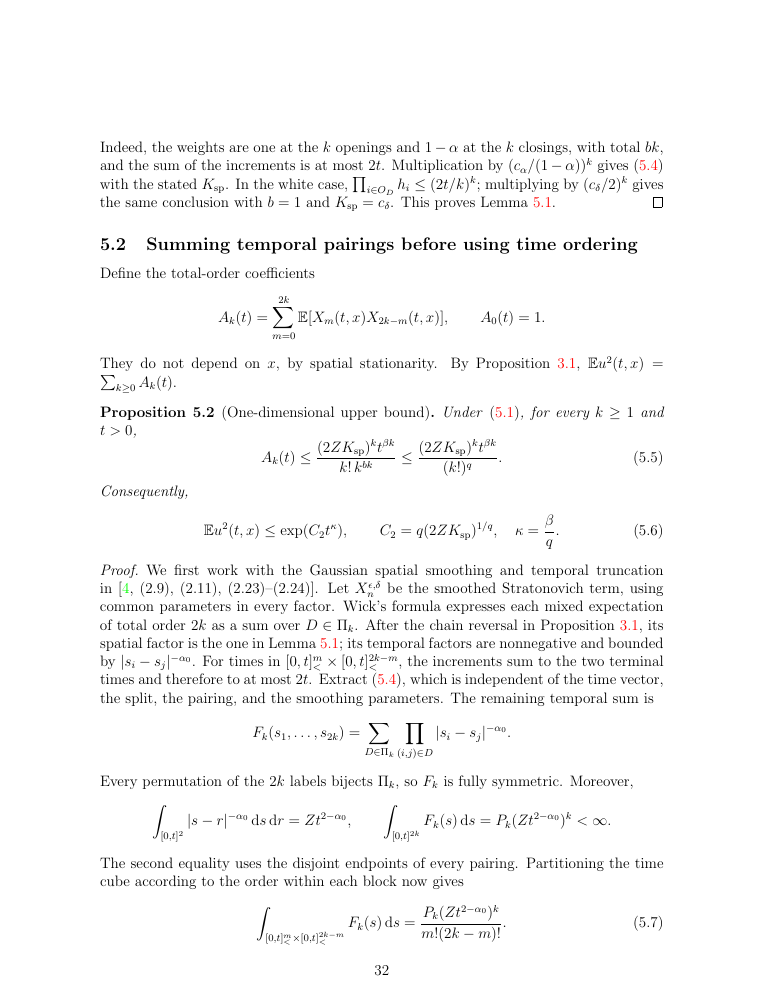 Indeed, the weights are one at the k openings and 1 − α at the k closings, with total bk,
and the sum of the increments is at most 2t. Multiplication by (c_α/(1 − α))^k gives (5.4)
with the stated K_sp. In the white case, ∏_{i∈O_D} h_i ≤ (2t/k)^k; multiplying by (c_δ/2)^k gives
the same conclusion with b = 1 and K_sp = c_δ. This proves Lemma 5.1. □
5.2 Summing temporal pairings before using time ordering
Define the total-order coefficients
A_k(t) = ∑_{m=0}^{2k} 𝔼[X_m(t, x)X_{2k−m}(t, x)], A_0(t) = 1.
They do not depend on x, by spatial stationarity. By Proposition 3.1, 𝔼u^2(t, x) =
∑_{k≥0} A_k(t).
Proposition 5.2 (One-dimensional upper bound). Under (5.1), for every k ≥ 1 and
t > 0,
A_k(t) ≤ (2ZK_sp)^k t^{βk} / (k! k^{bk}) ≤ (2ZK_sp)^k t^{βk} / (k!)^q. (5.5)
Consequently,
𝔼u^2(t, x) ≤ exp(C_2 t^κ), C_2 = q(2ZK_sp)^{1/q}, κ = β/q. (5.6)
Proof. We first work with the Gaussian spatial smoothing and temporal truncation
in [4, (2.9), (2.11), (2.23)–(2.24)]. Let X_n^{ϵ,δ} be the smoothed Stratonovich term, using
common parameters in every factor. Wick's formula expresses each mixed expectation
of total order 2k as a sum over D ∈ Π_k. After the chain reversal in Proposition 3.1, its
spatial factor is the one in Lemma 5.1; its temporal factors are nonnegative and bounded
by |s_i − s_j|^{−α_0}. For times in [0, t]_<^m × [0, t]_<^{2k−m}, the increments sum to the two terminal
times and therefore to at most 2t. Extract (5.4), which is independent of the time vector,
the split, the pairing, and the smoothing parameters. The remaining temporal sum is
F_k(s_1, . . . , s_{2k}) = ∑_{D∈Π_k} ∏_{(i,j)∈D} |s_i − s_j|^{−α_0}.
Every permutation of the 2k labels bijects Π_k, so F_k is fully symmetric. Moreover,
∫_{[0,t]^2} |s − r|^{−α_0} ds dr = Zt^{2−α_0}, ∫_{[0,t]^{2k}} F_k(s) ds = P_k(Zt^{2−α_0})^k < ∞.
The second equality uses the disjoint endpoints of every pairing. Partitioning the time
cube according to the order within each block now gives
∫_{[0,t]_<^m×[0,t]_<^{2k−m}} F_k(s) ds = P_k(Zt^{2−α_0})^k / (m!(2k − m)!). (5.7)
32